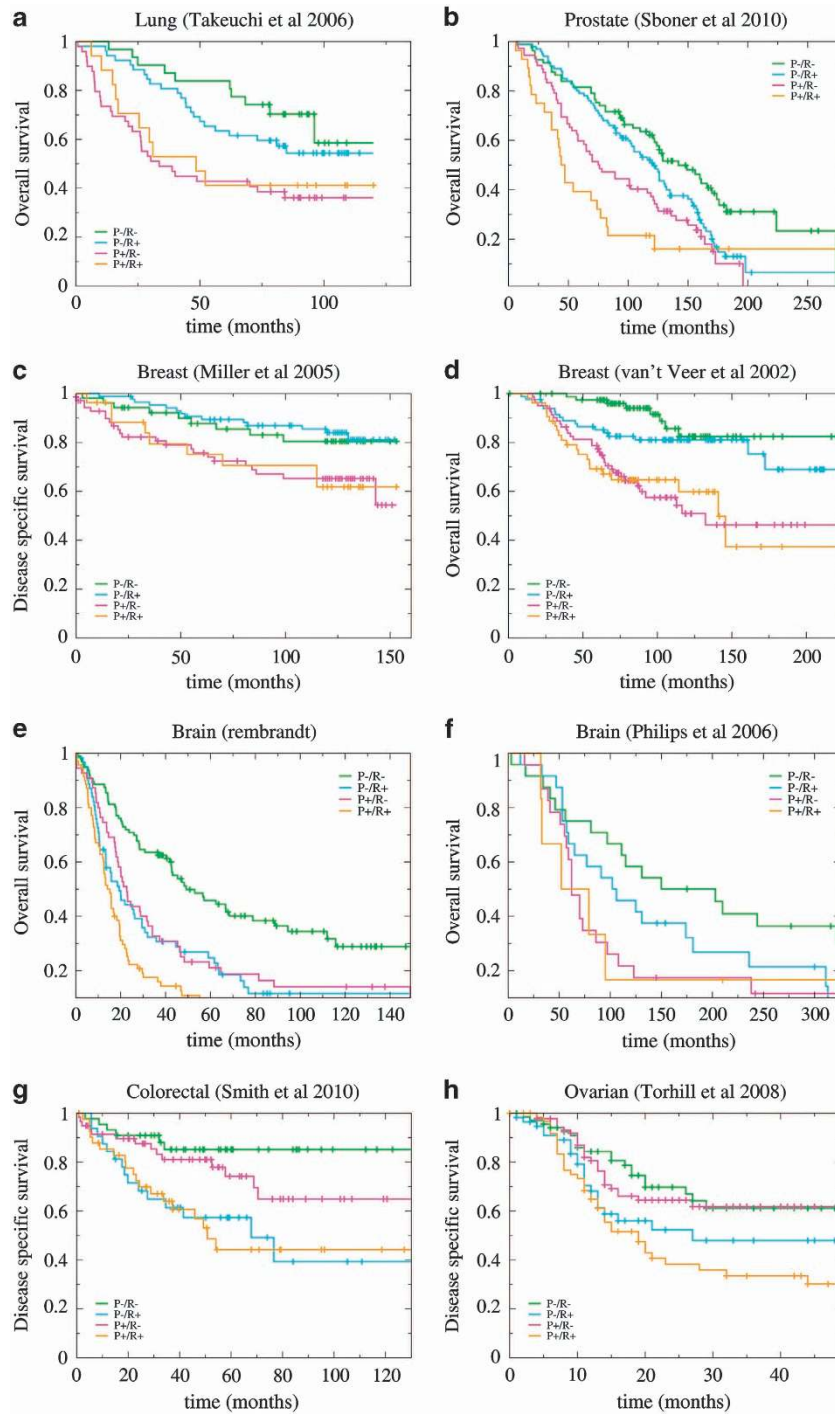 a
Lung (Takeuchi et al 2006)
Overall survival
1
0.8
0.6
0.4
0.2
0
P-/R-
P-/R+
P+/R-
P+/R+
0 50 100
time (months)
b
Prostate (Sboner et al 2010)
Overall survival
1
0.8
0.6
0.4
0.2
P-/R-
P-/R+
P+/R-
P+/R+
0 50 100 150 200 250
time (months)
c
Breast (Miller et al 2005)
Disease specific survival
1
0.8
0.6
0.4
0.2
0
P-/R-
P-/R+
P+/R-
P+/R+
0 50 100 150
time (months)
d
Breast (van't Veer et al 2002)
Overall survival
1
0.8
0.6
0.4
0.2
0
P-/R-
P-/R+
P+/R-
P+/R+
0 50 100 150 200
time (months)
e
Brain (rembrandt)
Overall survival
1
0.8
0.6
0.4
0.2
P-/R-
P-/R+
P+/R-
P+/R+
0 20 40 60 80 100 120 140
time (months)
f
Brain (Philips et al 2006)
Overall survival
1
0.8
0.6
0.4
0.2
P-/R-
P-/R+
P+/R-
P+/R+
0 50 100 150 200 250 300
time (months)
g
Colorectal (Smith et al 2010)
Disease specific survival
1
0.8
0.6
0.4
0.2
0
P-/R-
P-/R+
P+/R-
P+/R+
0 20 40 60 80 100 120
time (months)
h
Ovarian (Torhill et al 2008)
Disease specific survival
1
0.8
0.6
0.4
0.2
0
P-/R-
P-/R+
P+/R-
P+/R+
0 10 20 30 40
time (months)